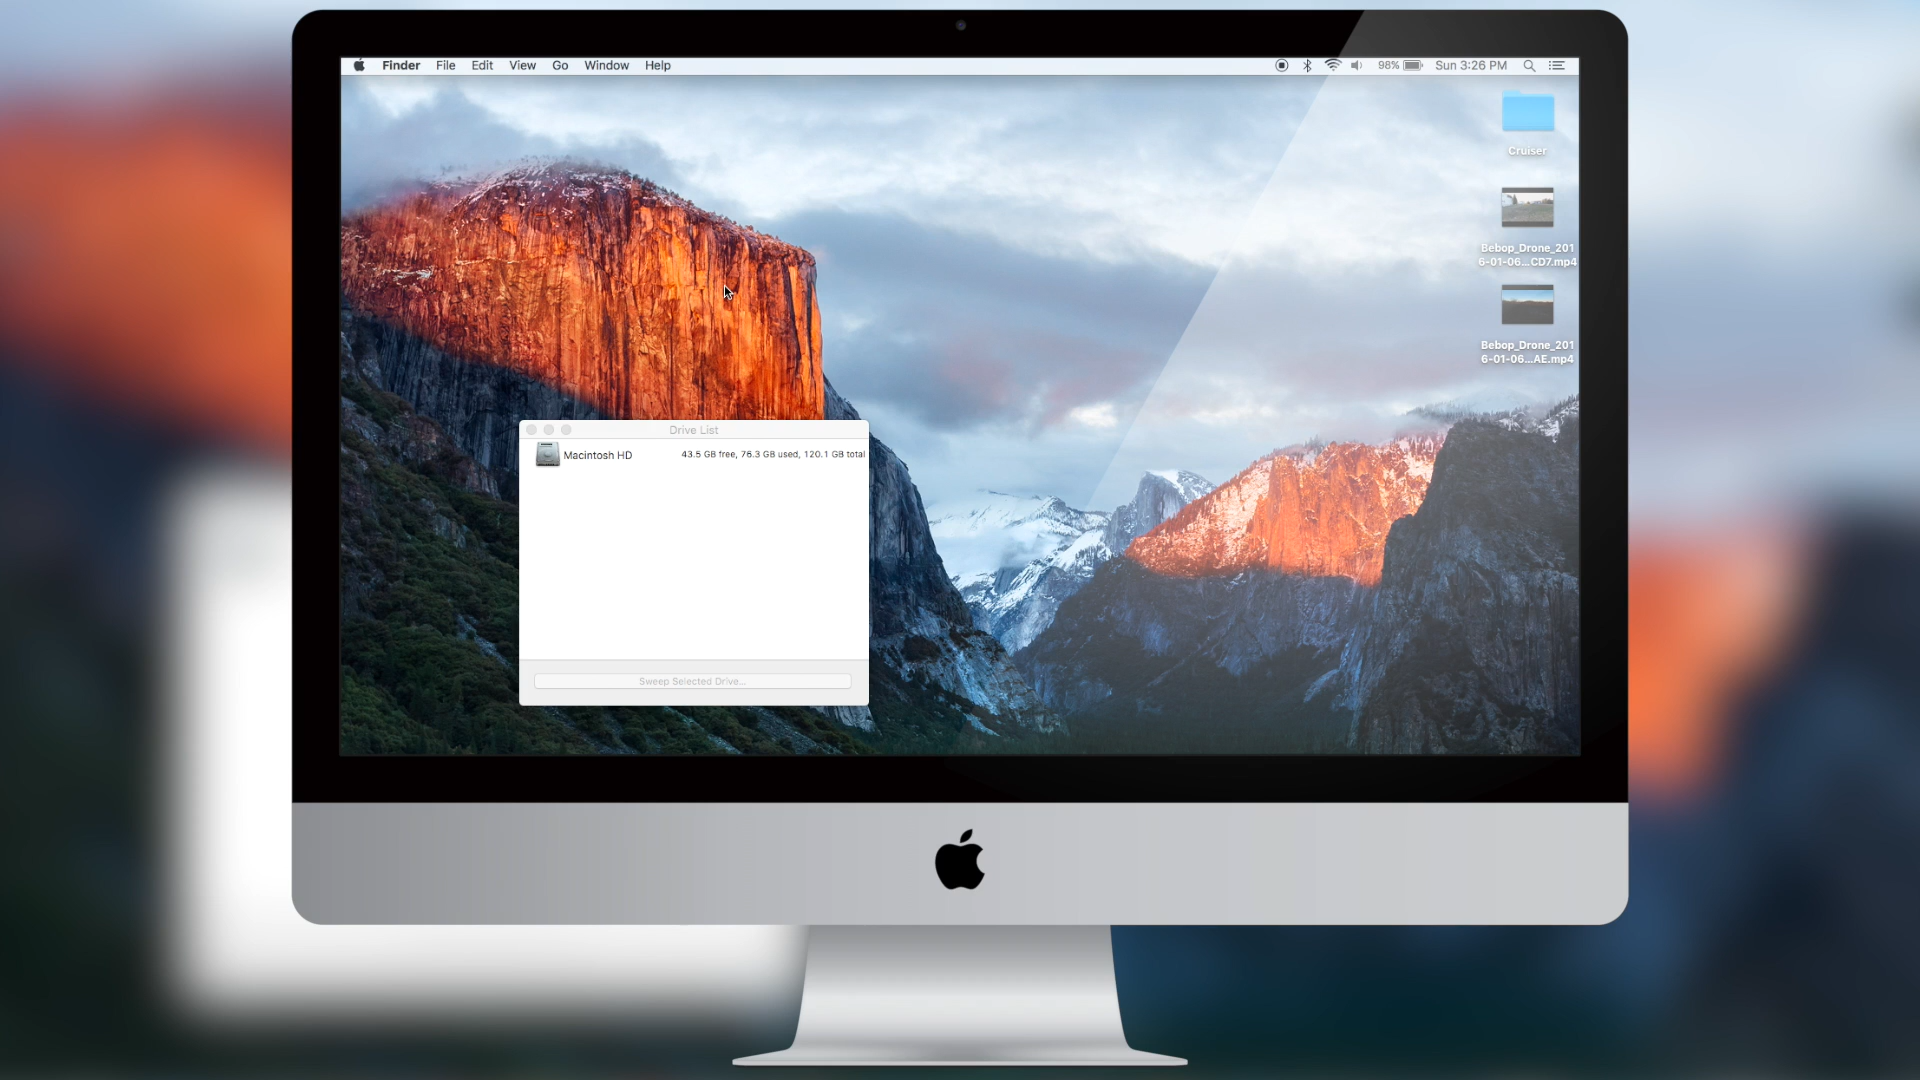 Finder File Edit View Go Window Help 98% Sun 3:26 PM
Cruiser
Bebop_Drone_201
6-01-06...CD7.mp4
Bebop_Drone_201
6-01-06...AE.mp4
Drive List
Macintosh HD 43.5 GB free, 76.3 GB used, 120.1 GB total
Sweep Selected Drive...